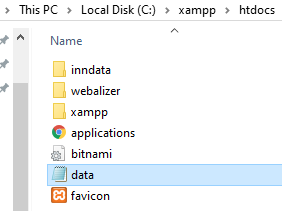 This PC > Local Disk (C:) > xampp > htdocs
Name
inndata
webalizer
xampp
applications
bitnami
data
favicon